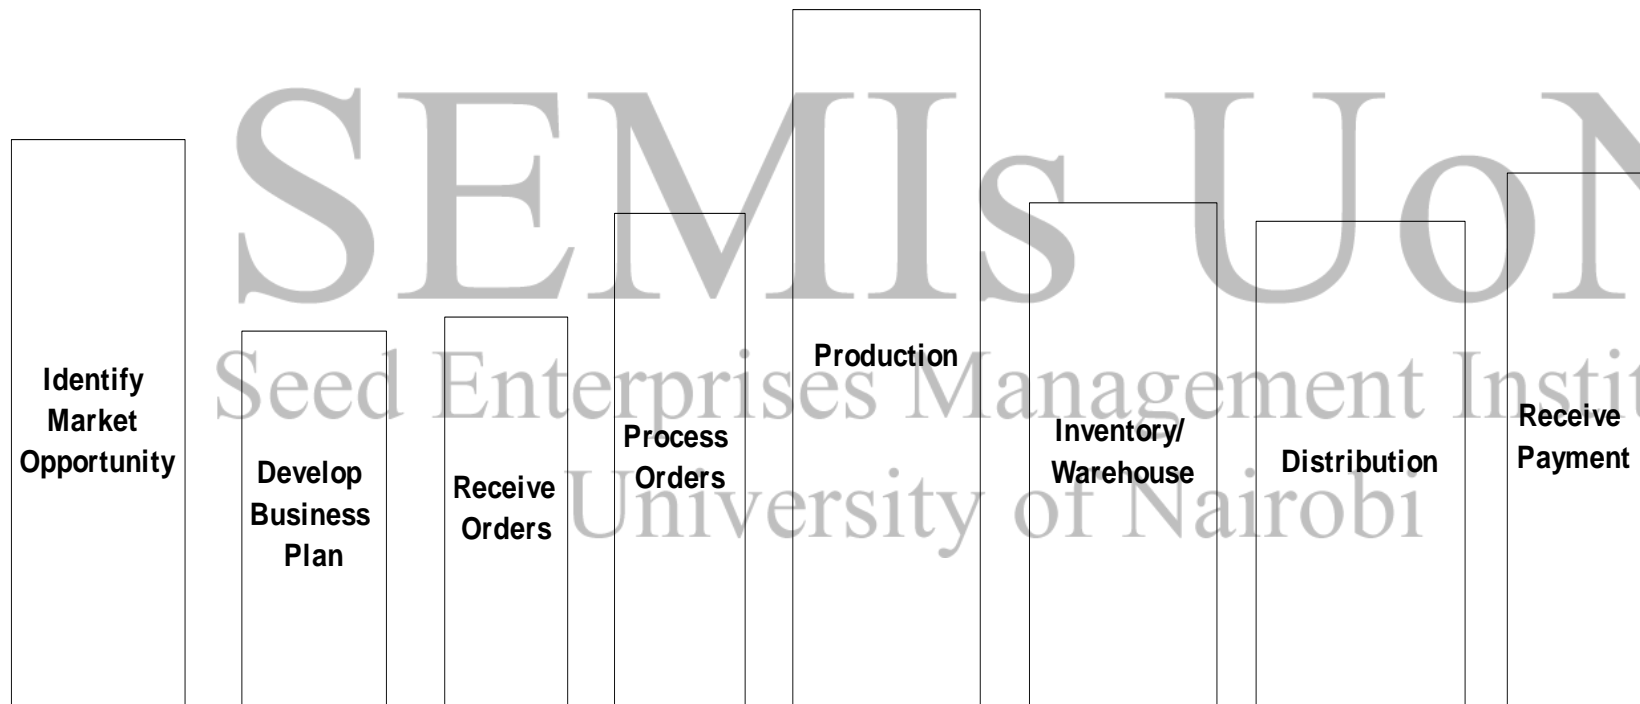 SEMIs UoN
Seed Enterprises Management Instit
University of Nairobi
Identify
Market
Opportunity
Develop
Business
Plan
Receive
Orders
Process
Orders
Production
Inventory/
Warehouse
Distribution
Receive
Payment